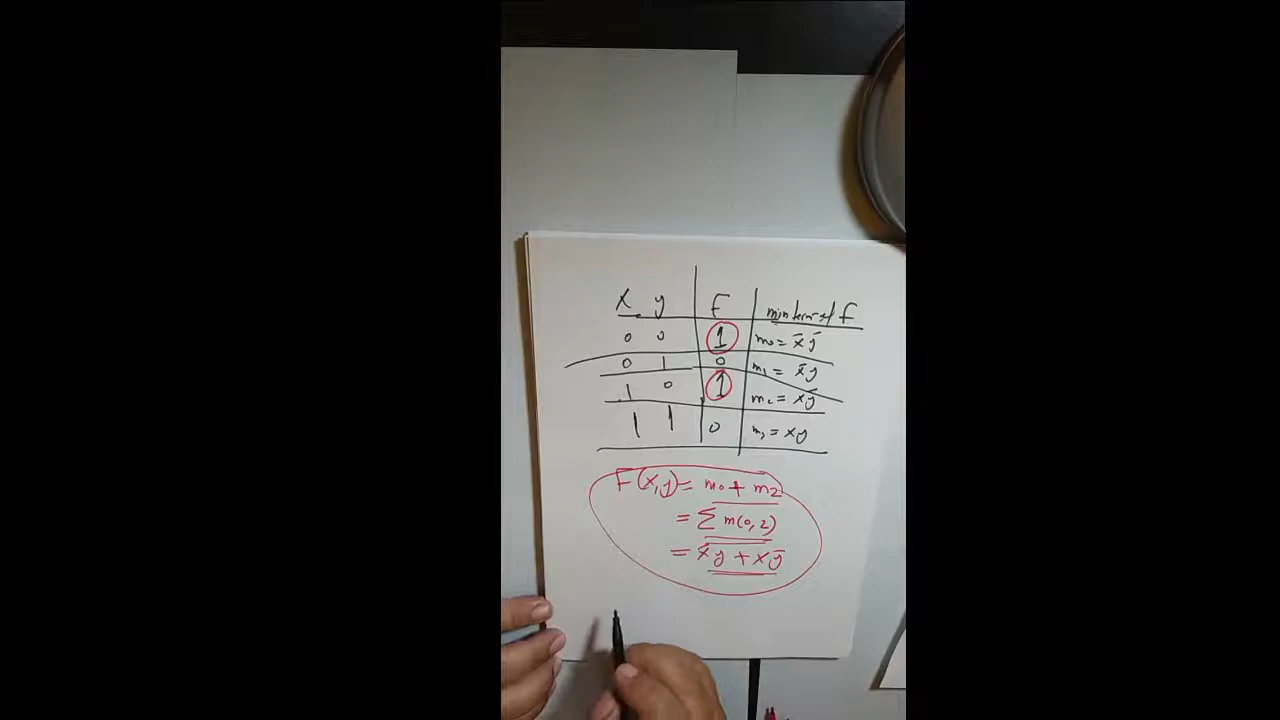 x y F minterm of F
0 0 1 m0 = x̄ȳ
0 1 0 m1 = x̄y
1 0 1 m2 = xȳ
1 1 0 m3 = xy
F(x,y) = m0 + m2
= Σ m(0,2)
= x̄y + xȳ